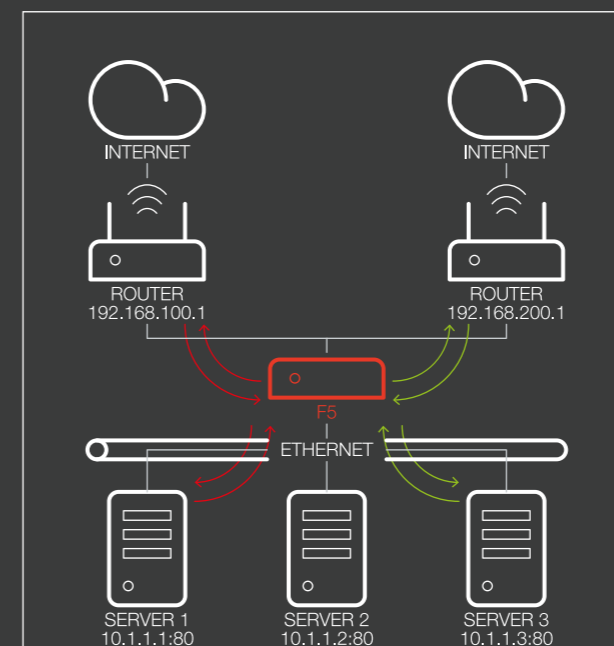 INTERNET
INTERNET
ROUTER
192.168.100.1
ROUTER
192.168.200.1
F5
ETHERNET
SERVER 1
10.1.1.1:80
SERVER 2
10.1.1.2:80
SERVER 3
10.1.1.3:80